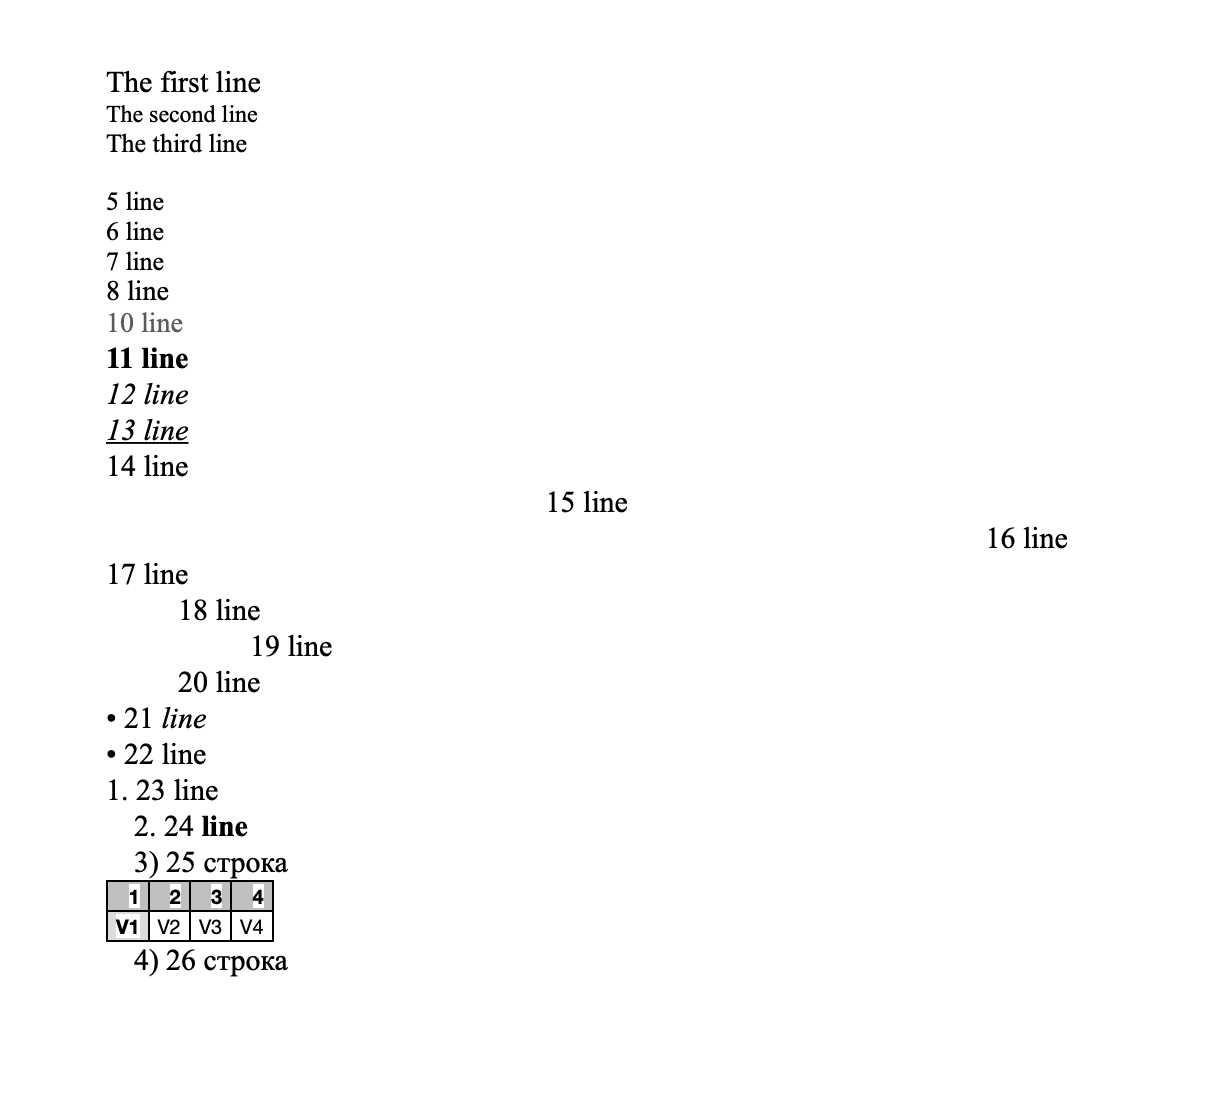 The first line
The second line
The third line
5 line
6 line
7 line
8 line
10 line
11 line
12 line
13 line
14 line
15 line
16 line
17 line
18 line
19 line
20 line
• 21 line
• 22 line
1. 23 line
2. 24 line
3) 25 строка
1 2 3 4
V1 V2 V3 V4
4) 26 строка